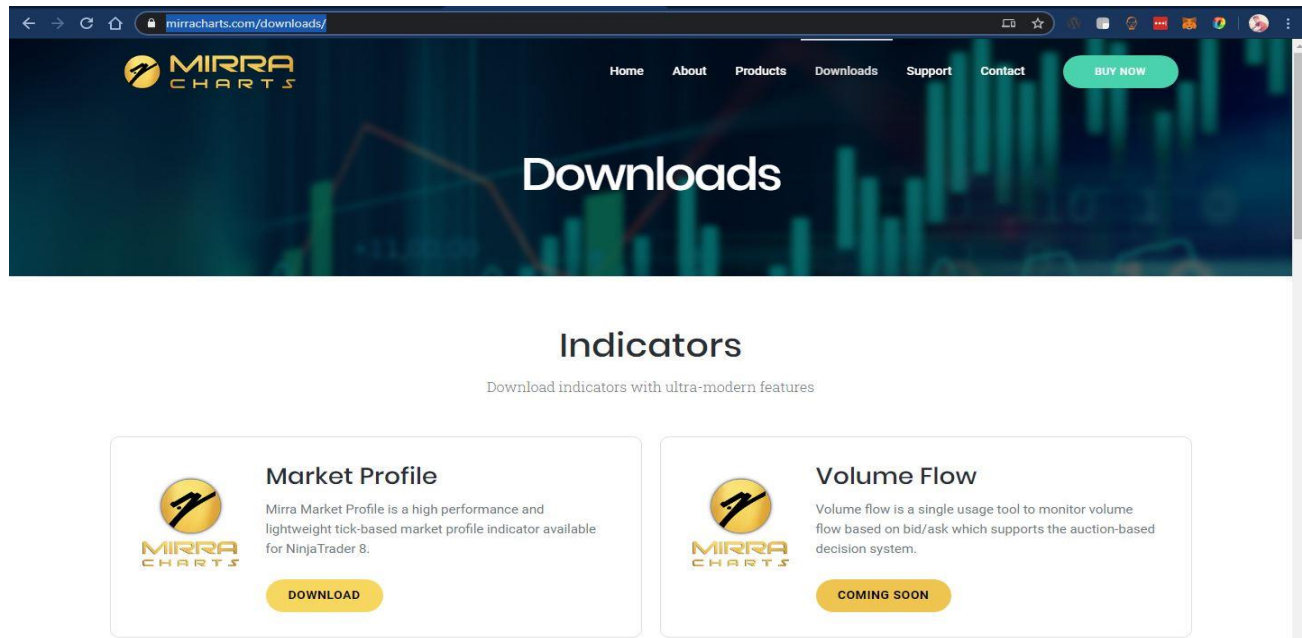 mirracharts.com/downloads/
MIRRA
CHARTS
Home About Products Downloads Support Contact BUY NOW
Downloads
+11,00:00
Indicators
Download indicators with ultra-modern features
MIRRA
CHARTS
Market Profile
Mirra Market Profile is a high performance and
lightweight tick-based market profile indicator available
for NinjaTrader 8.
DOWNLOAD
MIRRA
CHARTS
Volume Flow
Volume flow is a single usage tool to monitor volume
flow based on bid/ask which supports the auction-based
decision system.
COMING SOON